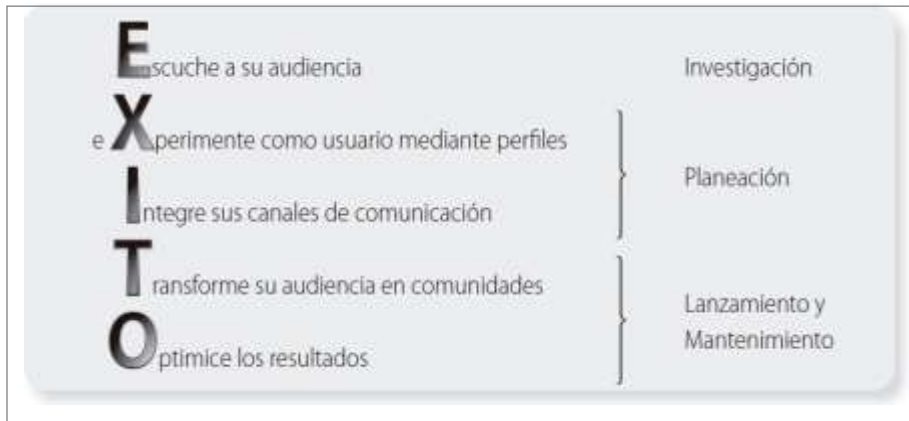 Escuche a su audiencia Investigación
eXperimente como usuario mediante perfiles
Integre sus canales de comunicación
Planeación
Transforme su audiencia en comunidades
Optimice los resultados
Lanzamiento y
Mantenimiento